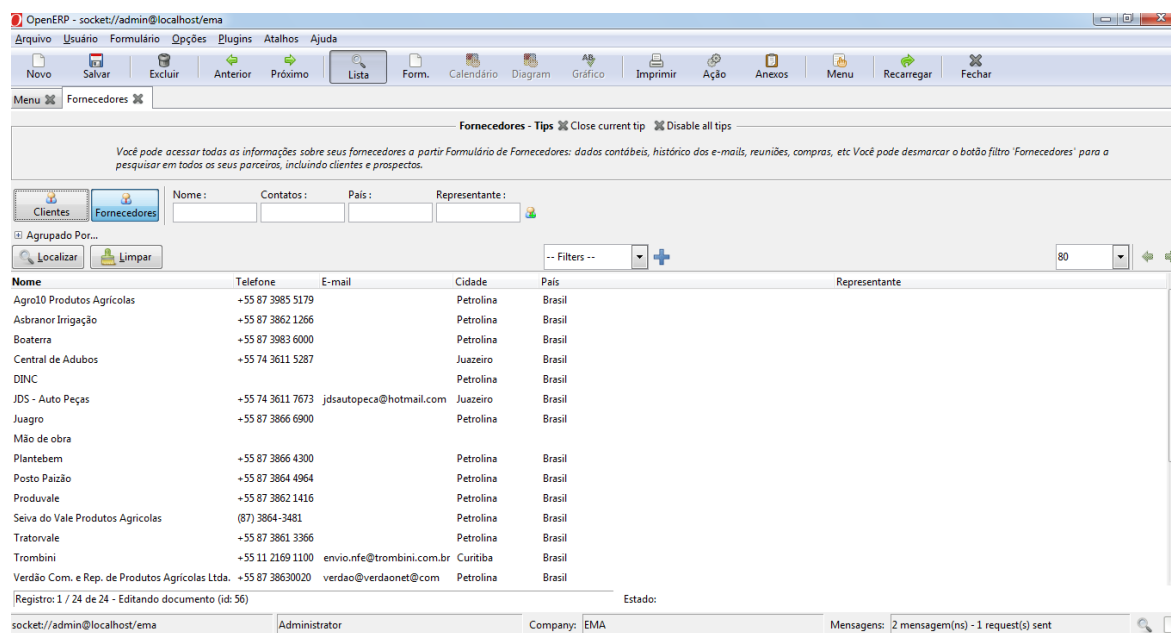 OpenERP - socket://admin@localhost/ema
Arquivo Usuário Formulário Opções Plugins Atalhos Ajuda
Novo Salvar Excluir Anterior Próximo Lista Form. Calendário Diagram Gráfico Imprimir Ação Anexos Menu Recarregar Fechar
Menu Fornecedores
Fornecedores - Tips Close current tip Disable all tips
Você pode acessar todas as informações sobre seus fornecedores a partir Formulário de Fornecedores: dados contábeis, histórico dos e-mails, reuniões, compras, etc Você pode desmarcar o botão filtro 'Fornecedores' para a
pesquisar em todos os seus parceiros, incluindo clientes e prospectos.
Clientes Fornecedores Nome : Contatos : País : Representante :
Agrupado Por...
Localizar Limpar -- Filters -- 80
Nome Telefone E-mail Cidade País Representante
Agro10 Produtos Agrícolas +55 87 3985 5179 Petrolina Brasil
Asbranor Irrigação +55 87 3862 1266 Petrolina Brasil
Boaterra +55 87 3983 6000 Petrolina Brasil
Central de Adubos +55 74 3611 5287 Juazeiro Brasil
DINC Petrolina Brasil
JDS - Auto Peças +55 74 3611 7673 jdsautopeca@hotmail.com Juazeiro Brasil
Juagro +55 87 3866 6900 Petrolina Brasil
Mão de obra
Plantebem +55 87 3866 4300 Petrolina Brasil
Posto Paizão +55 87 3864 4964 Petrolina Brasil
Produvale +55 87 3862 1416 Petrolina Brasil
Seiva do Vale Produtos Agricolas (87) 3864-3481 Petrolina Brasil
Tratorvale +55 87 3861 3366 Petrolina Brasil
Trombini +55 11 2169 1100 envio.nfe@trombini.com.br Curitiba Brasil
Verdão Com. e Rep. de Produtos Agrícolas Ltda. +55 87 38630020 verdao@verdaonet@com Petrolina Brasil
Registro: 1 / 24 de 24 - Editando documento (id: 56) Estado:
socket://admin@localhost/ema Administrator Company: EMA Mensagens: 2 mensagem(ns) - 1 request(s) sent